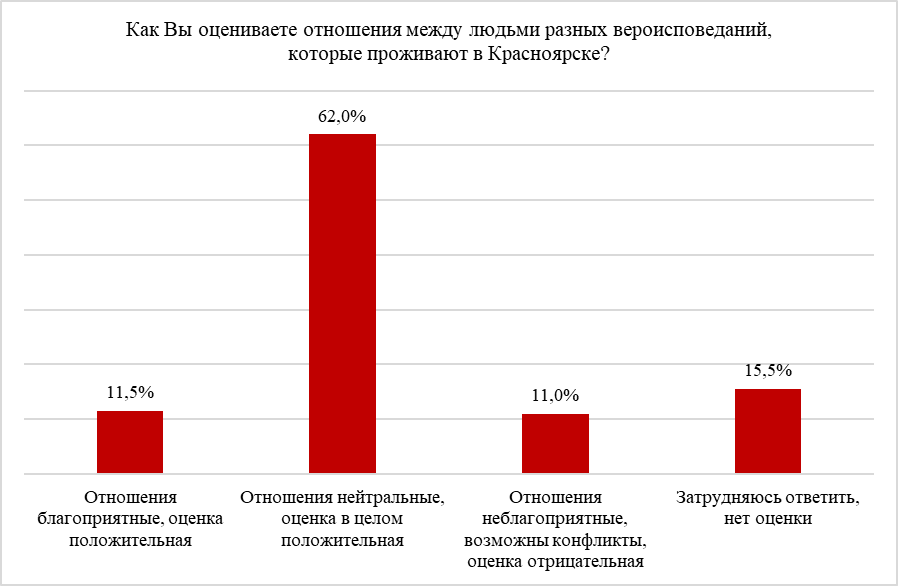 Как Вы оцениваете отношения между людьми разных вероисповеданий,
которые проживают в Красноярске?
62,0%
15,5%
11,5%
11,0%
Отношения
благоприятные, оценка
положительная
Отношения нейтральные,
оценка в целом
положительная
Отношения
неблагоприятные,
возможны конфликты,
оценка отрицательная
Затрудняюсь ответить,
нет оценки